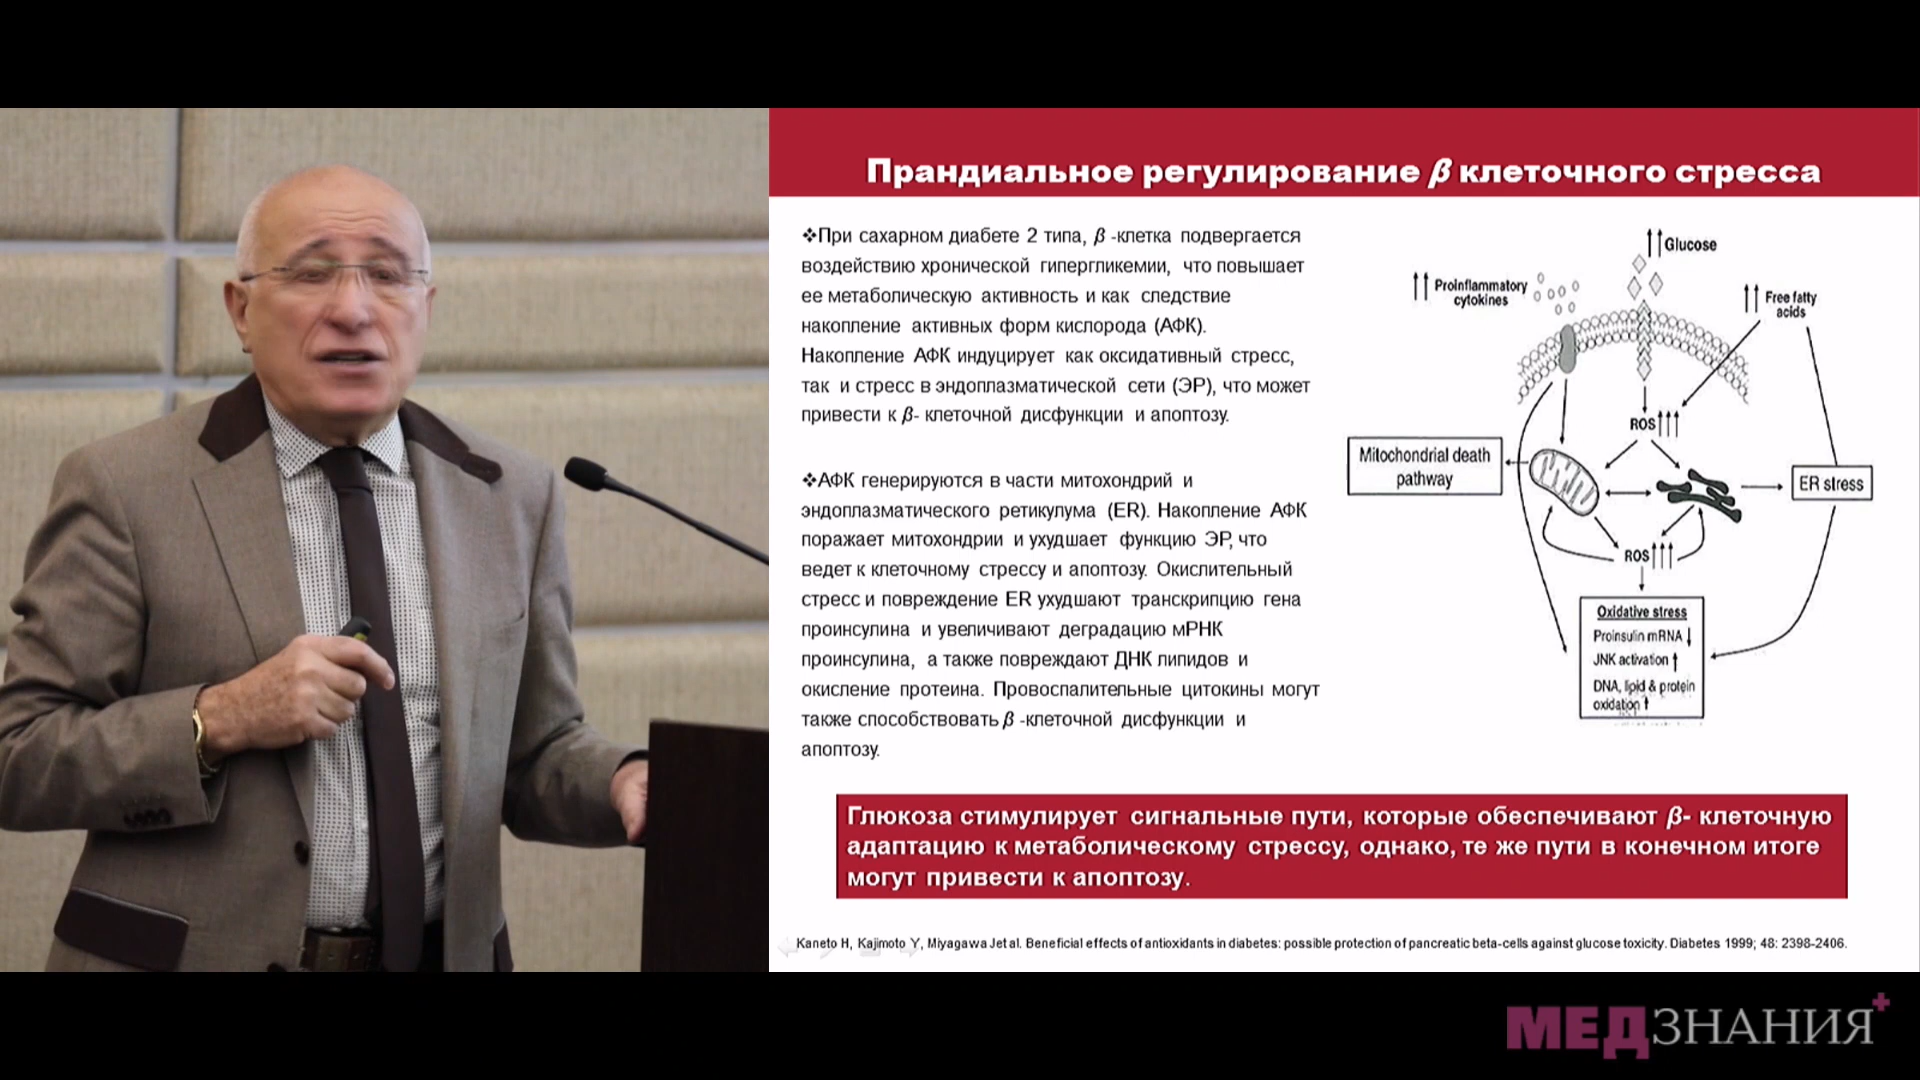 Прандиальное регулирование β клеточного стресса
❖При сахарном диабете 2 типа, β -клетка подвергается
воздействию хронической гипергликемии, что повышает
ее метаболическую активность и как следствие
накопление активных форм кислорода (АФК).
Накопление АФК индуцирует как оксидативный стресс,
так и стресс в эндоплазматической сети (ЭР), что может
привести к β- клеточной дисфункции и апоптозу.
❖АФК генерируются в части митохондрий и
эндоплазматического ретикулума (ER). Накопление АФК
поражает митохондрии и ухудшает функцию ЭР, что
ведет к клеточному стрессу и апоптозу. Окислительный
стресс и повреждение ER ухудшают транскрипцию гена
проинсулина и увеличивают деградацию мРНК
проинсулина, а также повреждают ДНК липидов и
окисление протеина. Провоспалительные цитокины могут
также способствовать β -клеточной дисфункции и
апоптозу.
↑↑ Glucose
↑↑ Proinflammatory
cytokines
↑↑ Free fatty
acids
ROS↑↑↑
Mitochondrial death
pathway
ER stress
ROS↑↑↑
Oxidative stress
Proinsulin mRNA ↓
JNK activation ↑
DNA, lipid & protein
oxidation ↑
Глюкоза стимулирует сигнальные пути, которые обеспечивают β- клеточную
адаптацию к метаболическому стрессу, однако, те же пути в конечном итоге
могут привести к апоптозу.
Kaneto H, Kajimoto Y, Miyagawa J et al. Beneficial effects of antioxidants in diabetes: possible protection of pancreatic beta-cells against glucose toxicity. Diabetes 1999; 48: 2398-2406.
МЕДЗНАНИЯ+